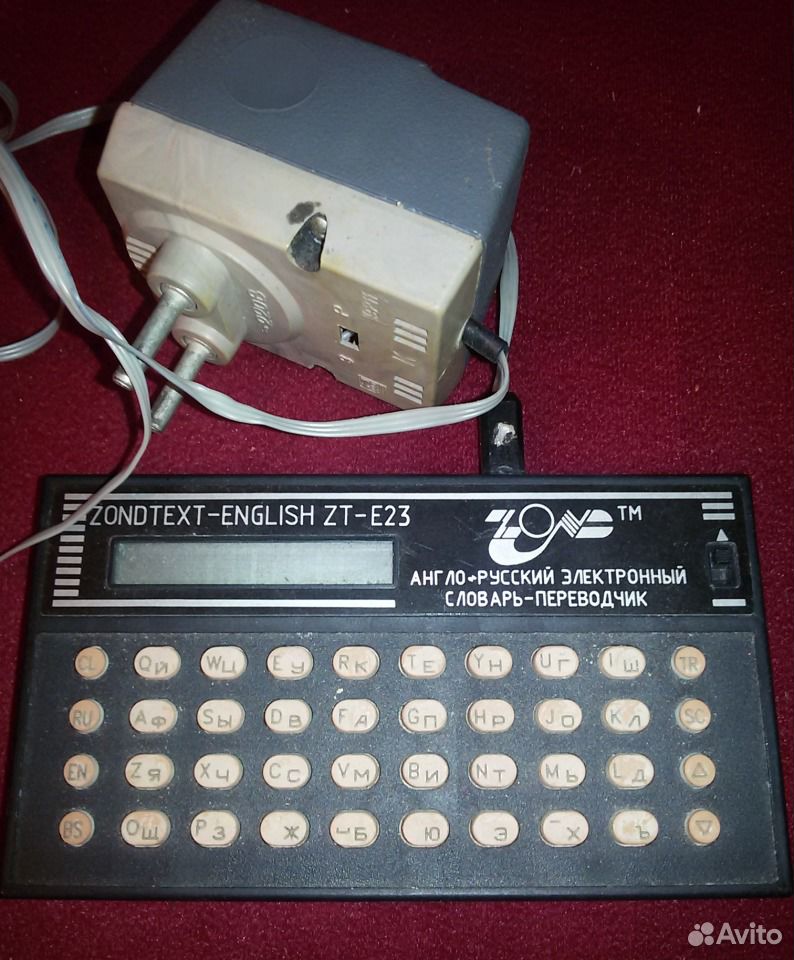 ~220В
Р
З
К
ZONDTEXT-ENGLISH ZT-E23
ZOND TM
АНГЛО-РУССКИЙ ЭЛЕКТРОННЫЙ
СЛОВАРЬ-ПЕРЕВОДЧИК
CL QЙ WЦ EУ RК TЕ YН UГ IШ TR
RU AФ SЫ DВ FА GП HР JО KЛ SC
EN ZЯ XЧ CС VМ BИ NТ MЬ LД △
BS OЩ PЗ Ж Б Ю Э Х Ъ ▽
Avito